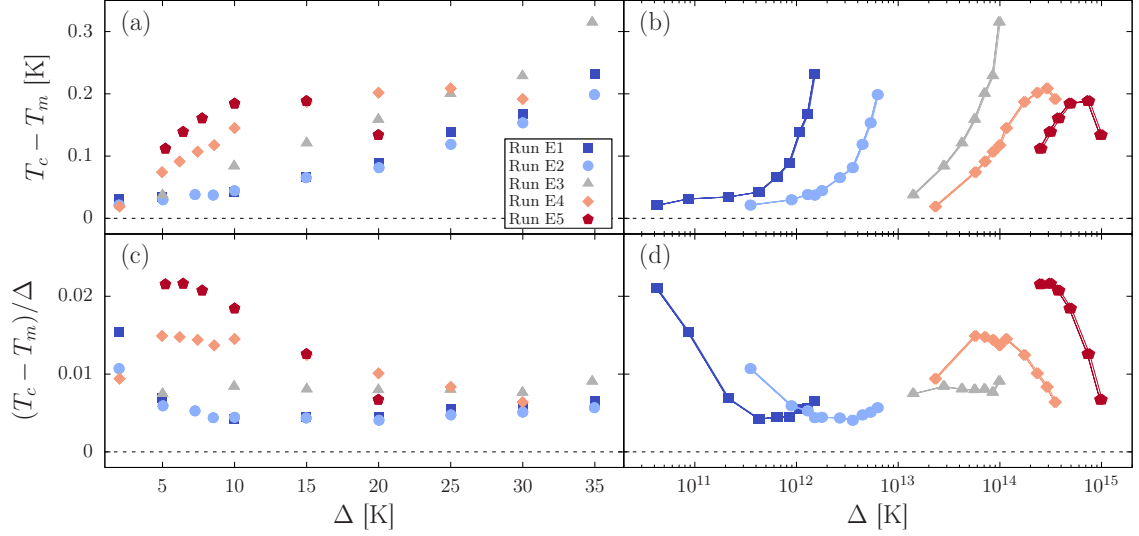 (a)
(b)
T_c − T_m [K]
0.3
0.2
0.1
0
Run E1
Run E2
Run E3
Run E4
Run E5
(c)
(d)
(T_c − T_m)/Δ
0.02
0.01
0
5 10 15 20 25 30 35
10^11 10^12 10^13 10^14 10^15
Δ [K]
Δ [K]